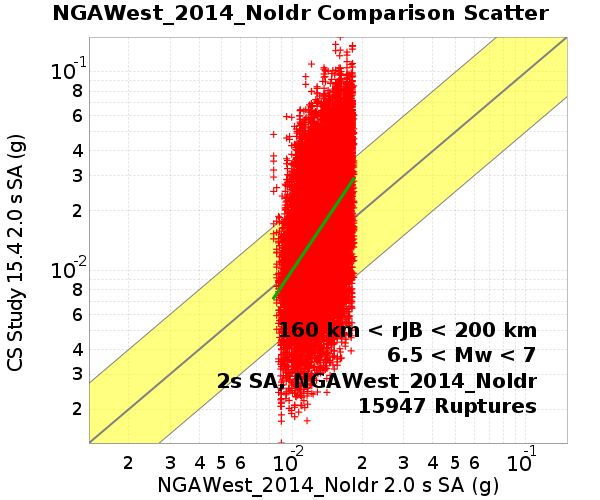 NGAWest_2014_NoIdr Comparison Scatter
CS Study 15.4 2.0 s SA (g)
10-1
8
6
4
3
2
10-2
8
6
4
3
2
160 km < rJB < 200 km
6.5 < Mw < 7
2s SA, NGAWest_2014_NoIdr
15947 Ruptures
2 3 4 5 6 10-2 2 3 4 5 6 10-1
NGAWest_2014_NoIdr 2.0 s SA (g)